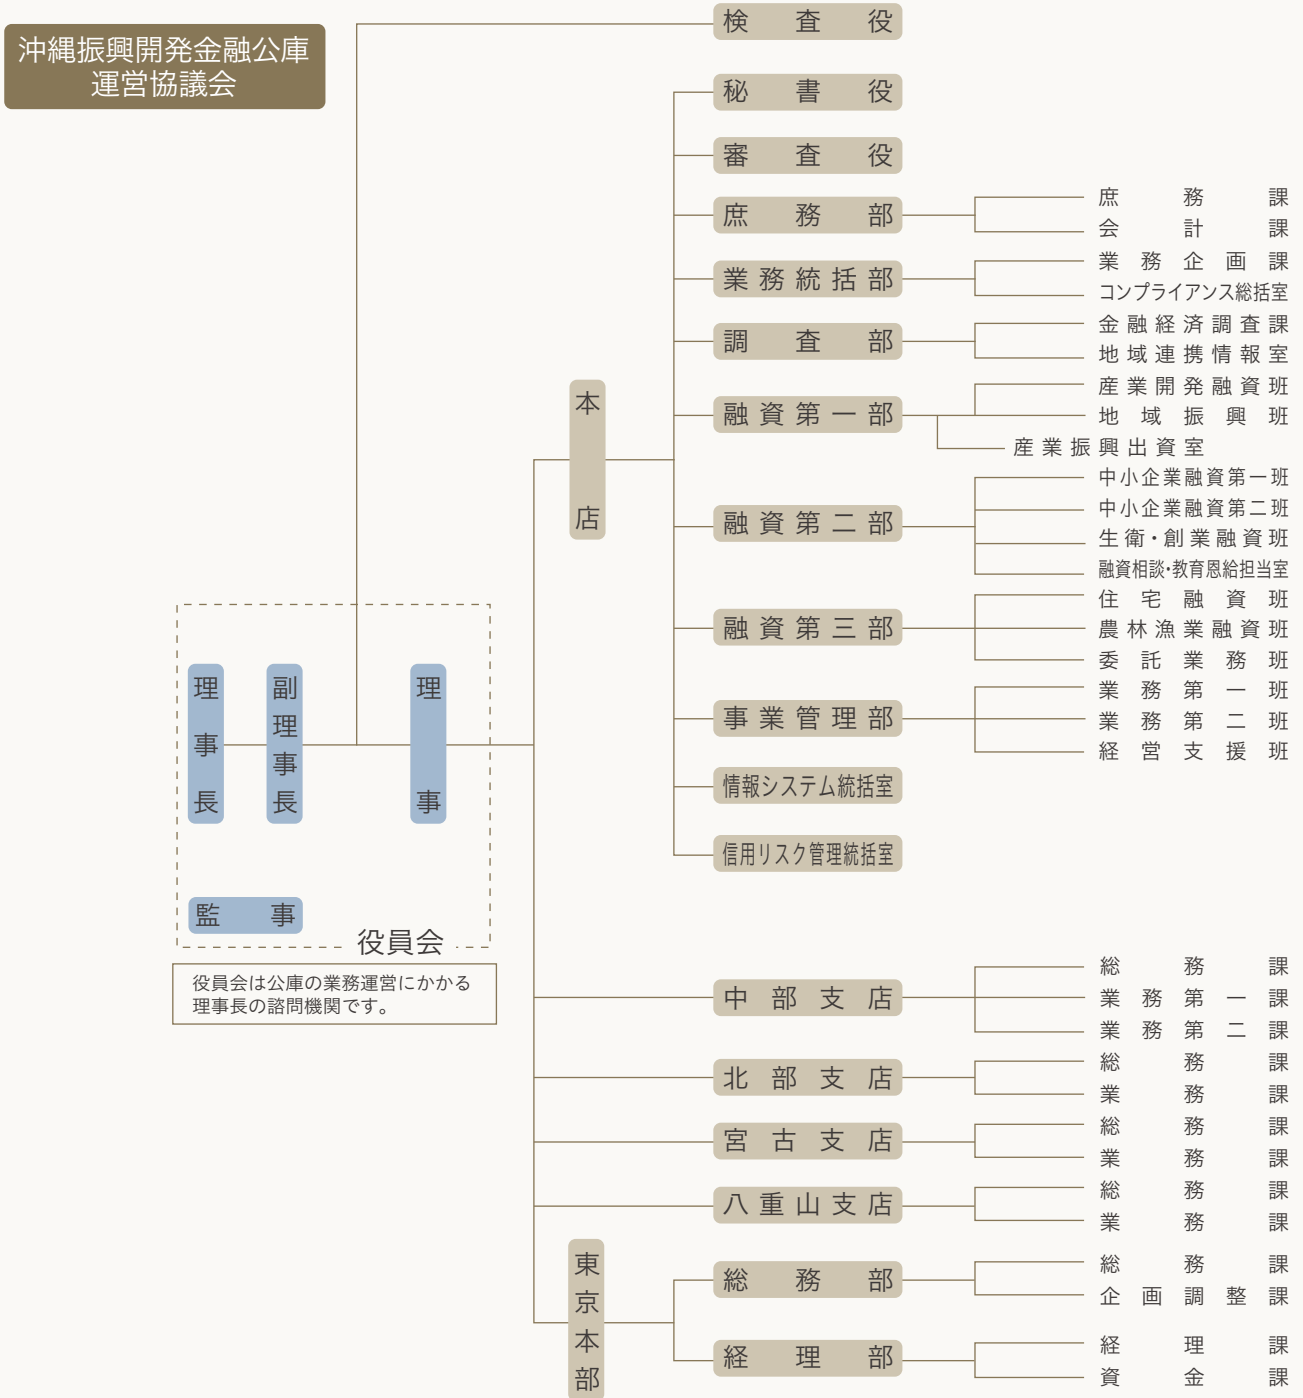 沖縄振興開発金融公庫
運営協議会
検査役
秘書役
審査役
庶務部
庶務課
会計課
業務統括部
業務企画課
コンプライアンス総括室
調査部
金融経済調査課
地域連携情報室
本店
融資第一部
産業開発融資班
地域振興班
産業振興出資室
融資第二部
中小企業融資第一班
中小企業融資第二班
生衛・創業融資班
融資相談・教育恩給担当室
融資第三部
住宅融資班
農林漁業融資班
委託業務班
事業管理部
業務第一班
業務第二班
経営支援班
情報システム統括室
信用リスク管理統括室
理事長
副理事長
理事
監事
役員会
役員会は公庫の業務運営にかかる
理事長の諮問機関です。
中部支店
総務課
業務第一課
業務第二課
北部支店
総務課
業務課
宮古支店
総務課
業務課
八重山支店
総務課
業務課
東京本部
総務部
総務課
企画調整課
経理部
経理課
資金課